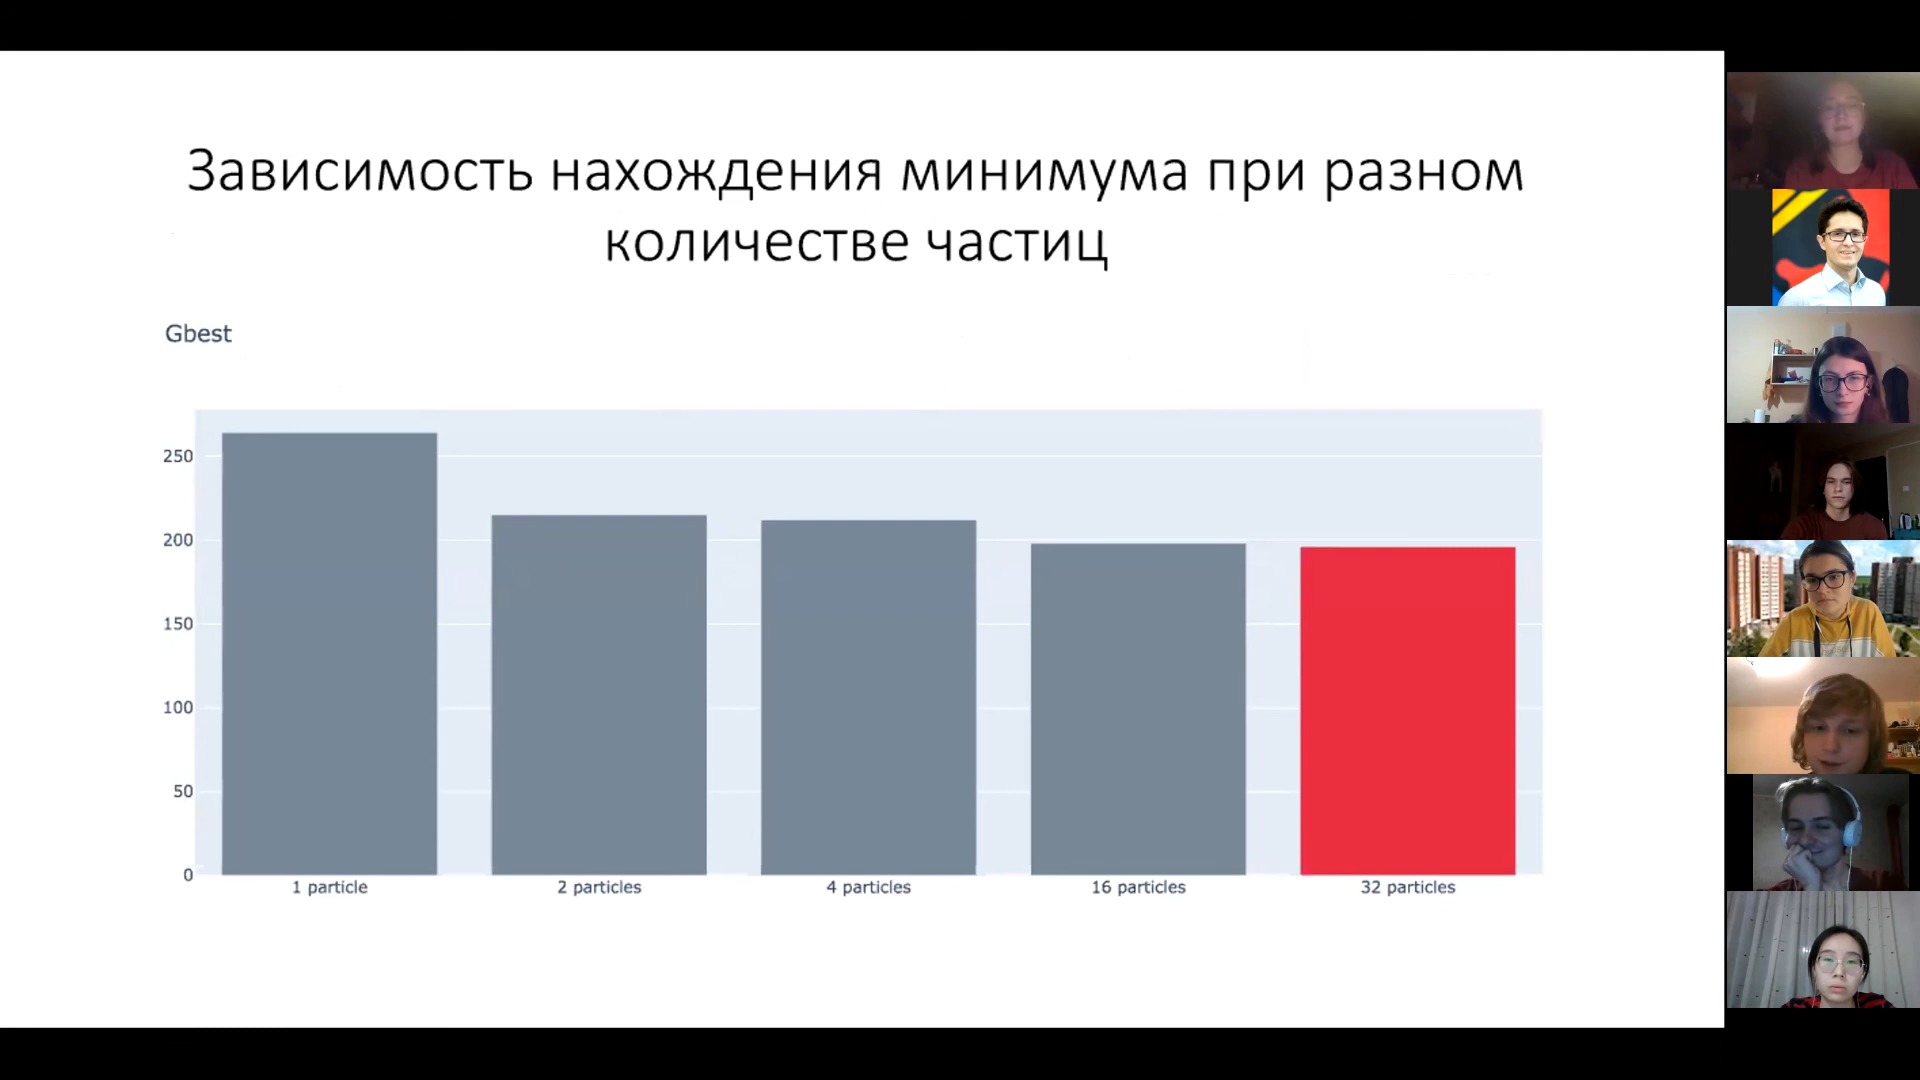 Зависимость нахождения минимума при разном
количестве частиц
Gbest
250
200
150
100
50
0
1 particle
2 particles
4 particles
16 particles
32 particles